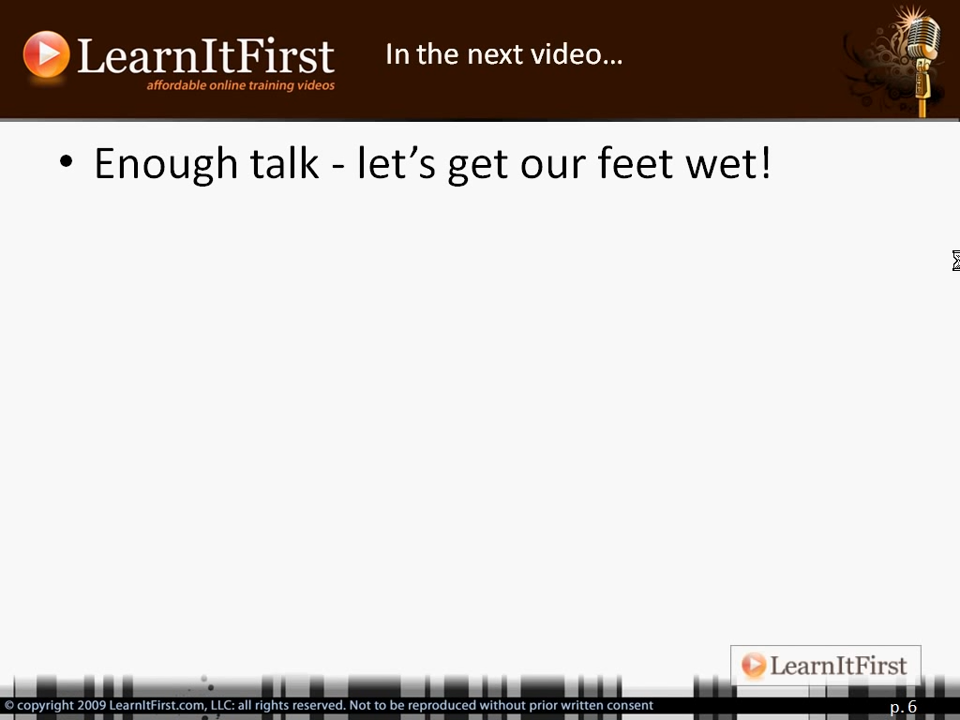 LearnItFirst
affordable online training videos
In the next video…
• Enough talk - let’s get our feet wet!
LearnItFirst
© copyright 2009 LearnItFirst.com, LLC: all rights reserved. Not to be reproduced without prior written consent
p. 6